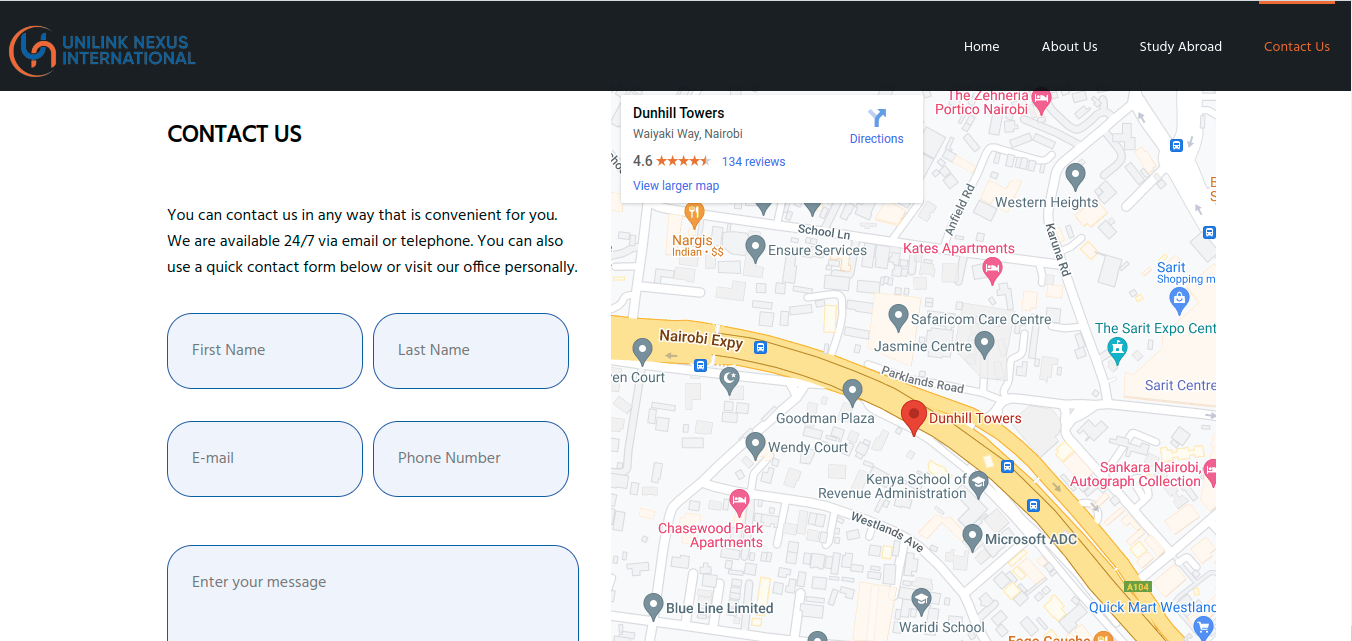 UNILINK NEXUS
INTERNATIONAL
Home
About Us
Study Abroad
Contact Us
CONTACT US
You can contact us in any way that is convenient for you.
We are available 24/7 via email or telephone. You can also
use a quick contact form below or visit our office personally.
First Name
Last Name
E-mail
Phone Number
Enter your message
Dunhill Towers
Waiyaki Way, Nairobi
4.6
134 reviews
View larger map
Directions
The Zehneria
Portico Nairobi
Western Heights
Anfield Rd
Karuna Rd
School Ln
Nargis
Indian • $$
Ensure Services
Kates Apartments
Sarit
Shopping m
Safaricom Care Centre
The Sarit Expo Cent
Nairobi Expy
Jasmine Centre
en Court
Parklands Road
Sarit Centre
Goodman Plaza
Dunhill Towers
Wendy Court
Kenya School of
Revenue Administration
Sankara Nairobi,
Autograph Collection
Chasewood Park
Apartments
Westlands Ave
Microsoft ADC
A104
Blue Line Limited
Quick Mart Westland
Waridi School
Fogo Gaucho